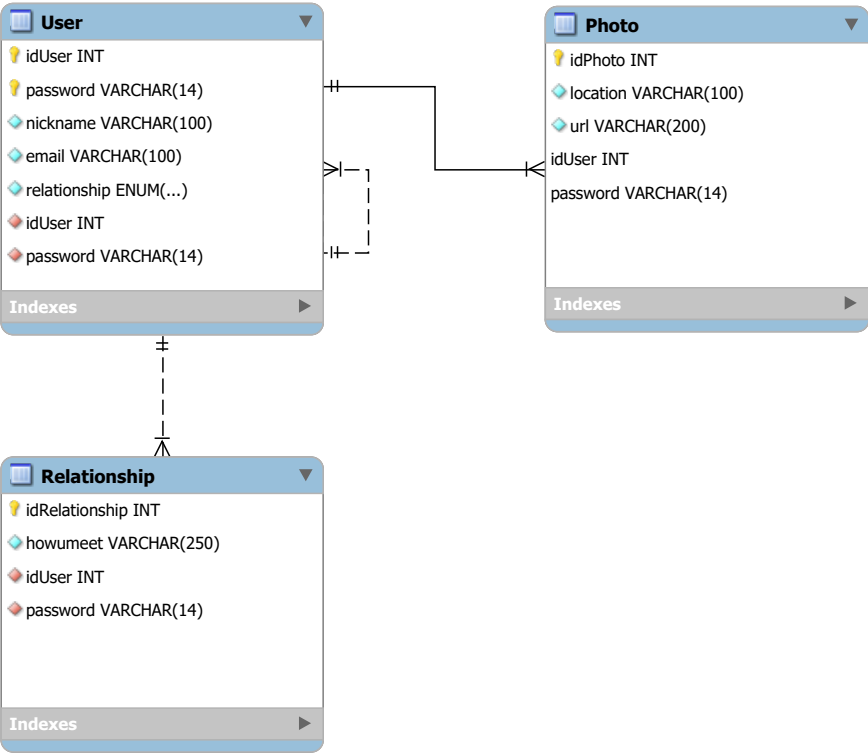 User
idUser INT
password VARCHAR(14)
nickname VARCHAR(100)
email VARCHAR(100)
relationship ENUM(...)
idUser INT
password VARCHAR(14)
Indexes
Photo
idPhoto INT
location VARCHAR(100)
url VARCHAR(200)
idUser INT
password VARCHAR(14)
Indexes
Relationship
idRelationship INT
howumeet VARCHAR(250)
idUser INT
password VARCHAR(14)
Indexes